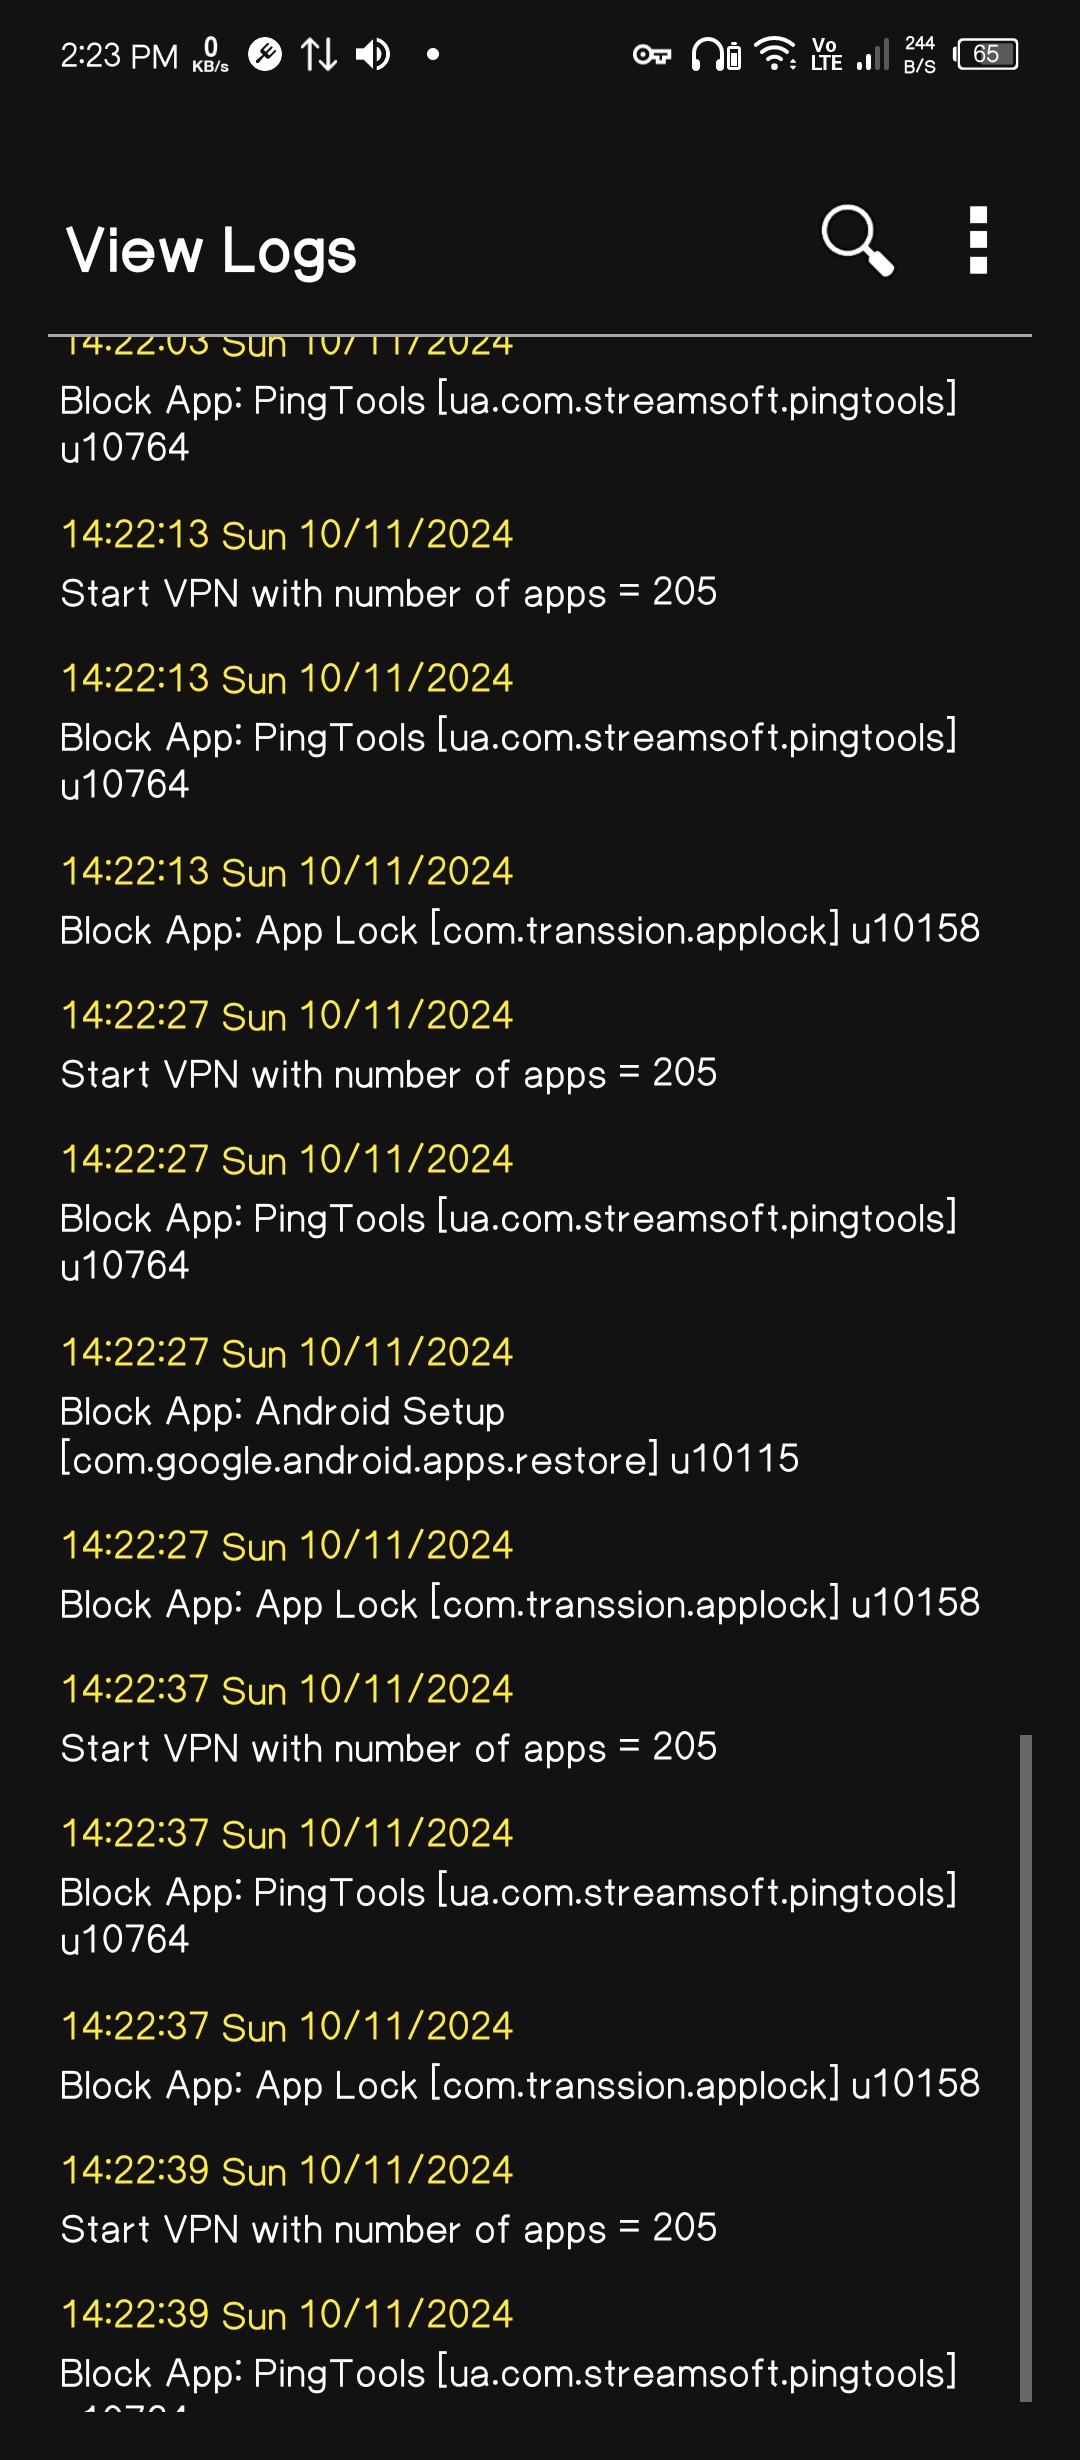 2:23 PM 0 KB/s Vo LTE 244 B/S 65
View Logs
14:22:03 Sun 10/11/2024
Block App: PingTools [ua.com.streamsoft.pingtools]
u10764
14:22:13 Sun 10/11/2024
Start VPN with number of apps = 205
14:22:13 Sun 10/11/2024
Block App: PingTools [ua.com.streamsoft.pingtools]
u10764
14:22:13 Sun 10/11/2024
Block App: App Lock [com.transsion.applock] u10158
14:22:27 Sun 10/11/2024
Start VPN with number of apps = 205
14:22:27 Sun 10/11/2024
Block App: PingTools [ua.com.streamsoft.pingtools]
u10764
14:22:27 Sun 10/11/2024
Block App: Android Setup
[com.google.android.apps.restore] u10115
14:22:27 Sun 10/11/2024
Block App: App Lock [com.transsion.applock] u10158
14:22:37 Sun 10/11/2024
Start VPN with number of apps = 205
14:22:37 Sun 10/11/2024
Block App: PingTools [ua.com.streamsoft.pingtools]
u10764
14:22:37 Sun 10/11/2024
Block App: App Lock [com.transsion.applock] u10158
14:22:39 Sun 10/11/2024
Start VPN with number of apps = 205
14:22:39 Sun 10/11/2024
Block App: PingTools [ua.com.streamsoft.pingtools]